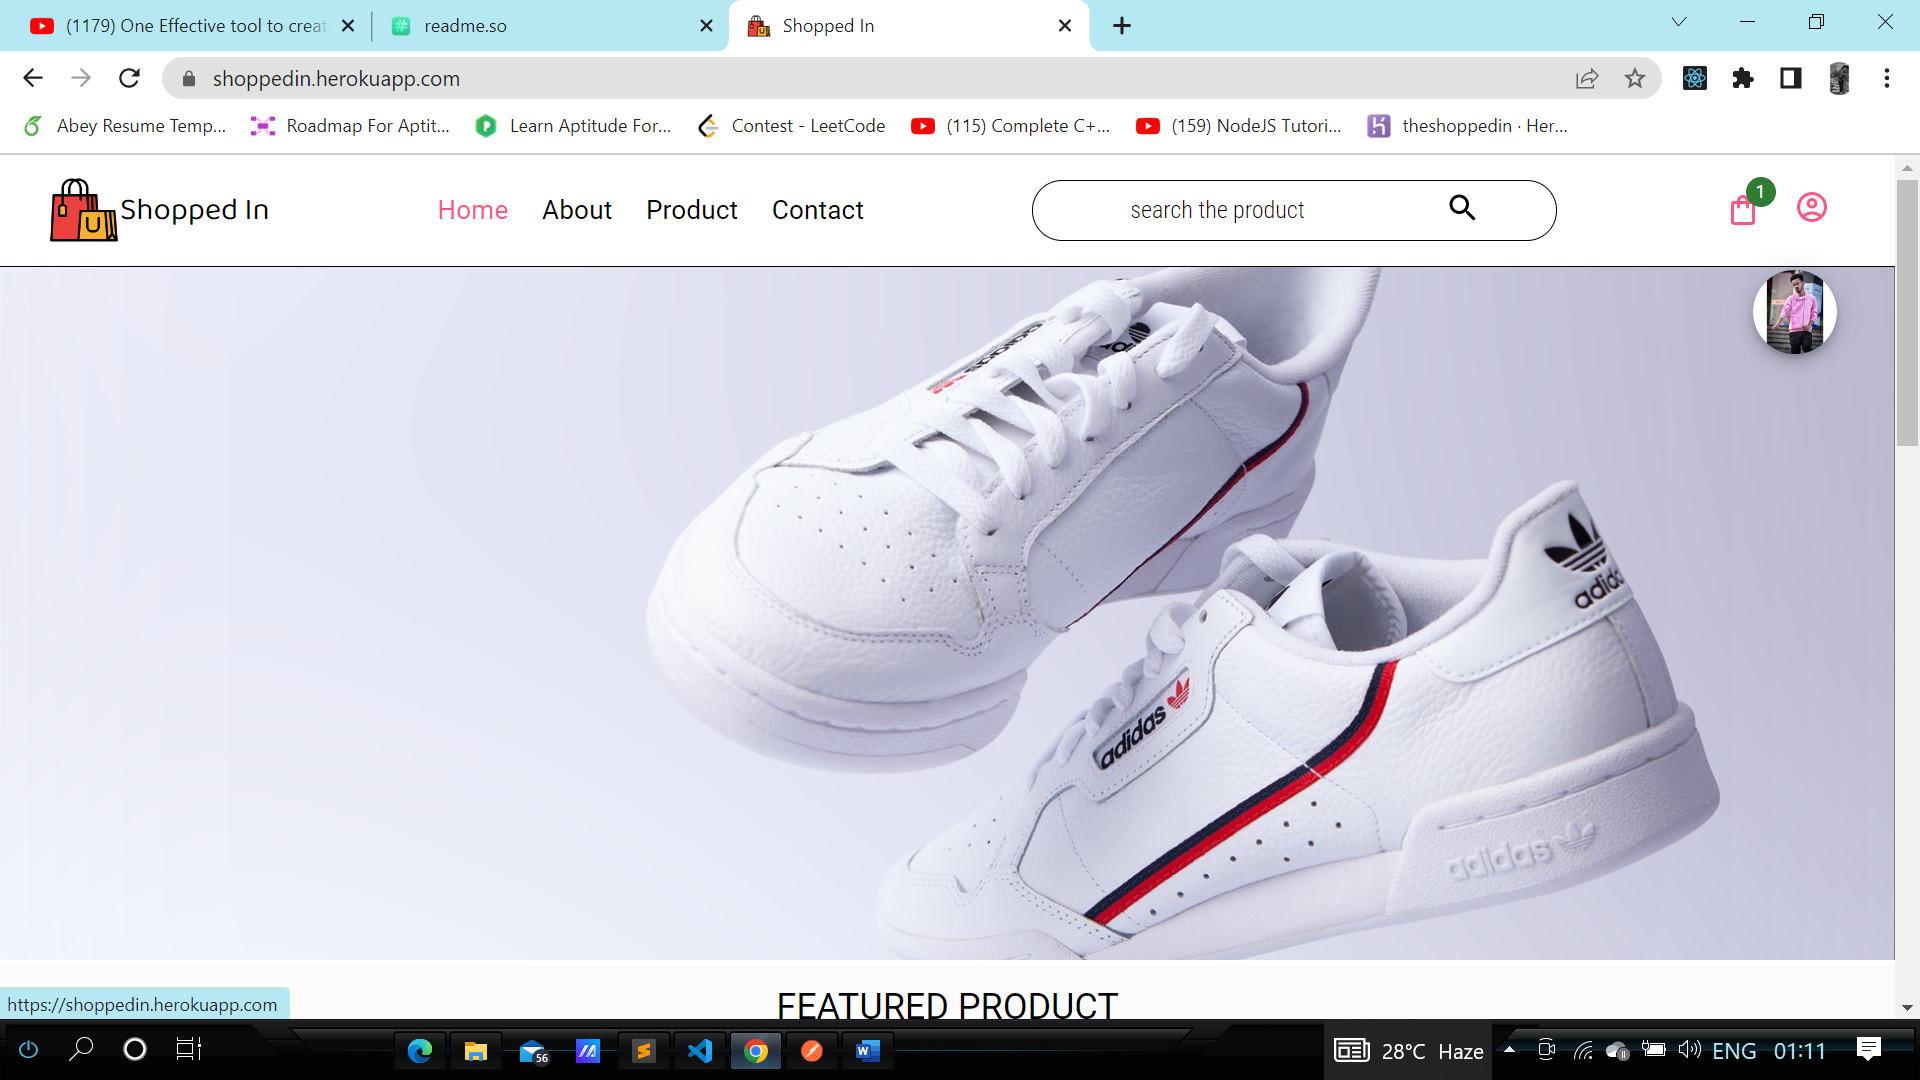 (1179) One Effective tool to creat
readme.so
Shopped In
shoppedin.herokuapp.com
Abey Resume Temp...
Roadmap For Aptit...
Learn Aptitude For...
Contest - LeetCode
(115) Complete C+...
(159) NodeJS Tutori...
theshoppedin · Her...
Shopped In
Home
About
Product
Contact
search the product
1
adidas
adidas
adidas
FEATURED PRODUCT
https://shoppedin.herokuapp.com
56
28°C Haze
ENG
01:11